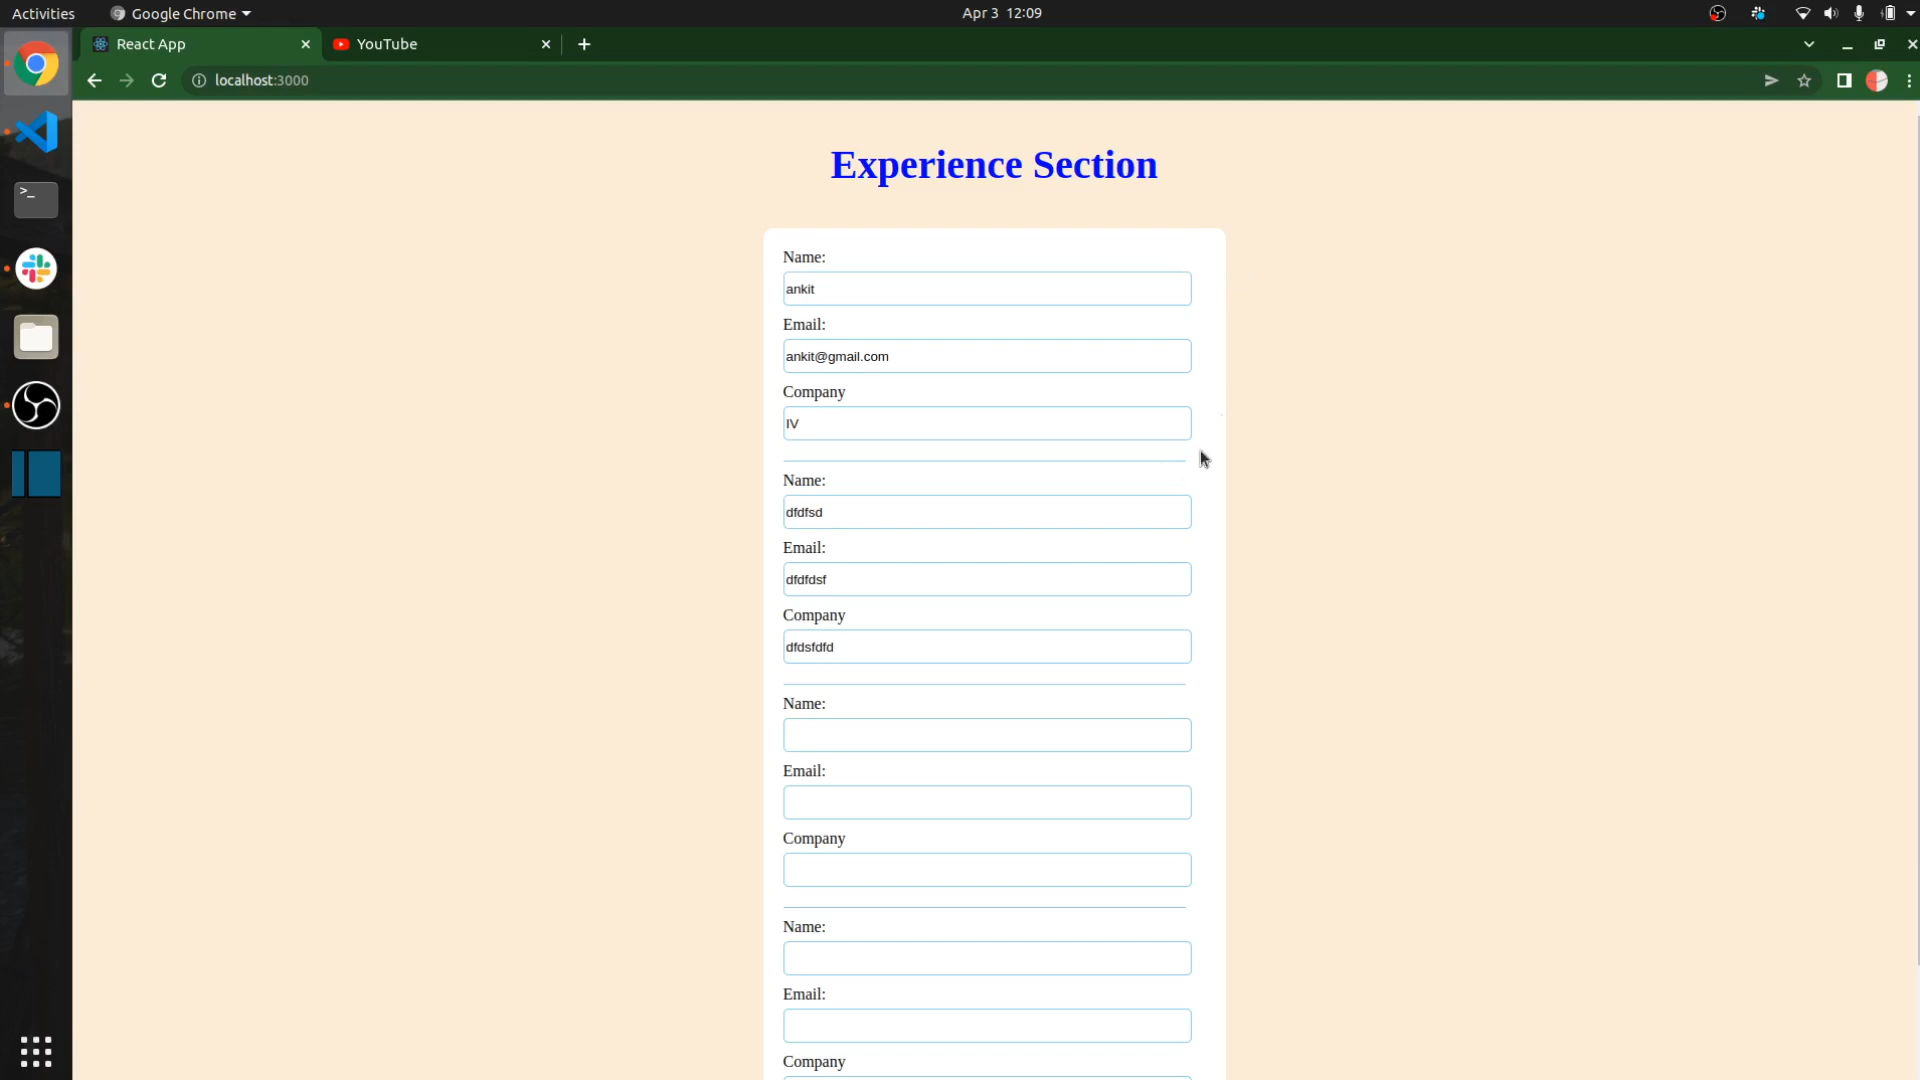 Activities
Google Chrome
Apr 3 12:09
React App
YouTube
localhost:3000
Experience Section
Name:
ankit
Email:
ankit@gmail.com
Company
IV
Name:
dfdfsd
Email:
dfdfdsf
Company
dfdsfdfd
Name:
Email:
Company
Name:
Email:
Company